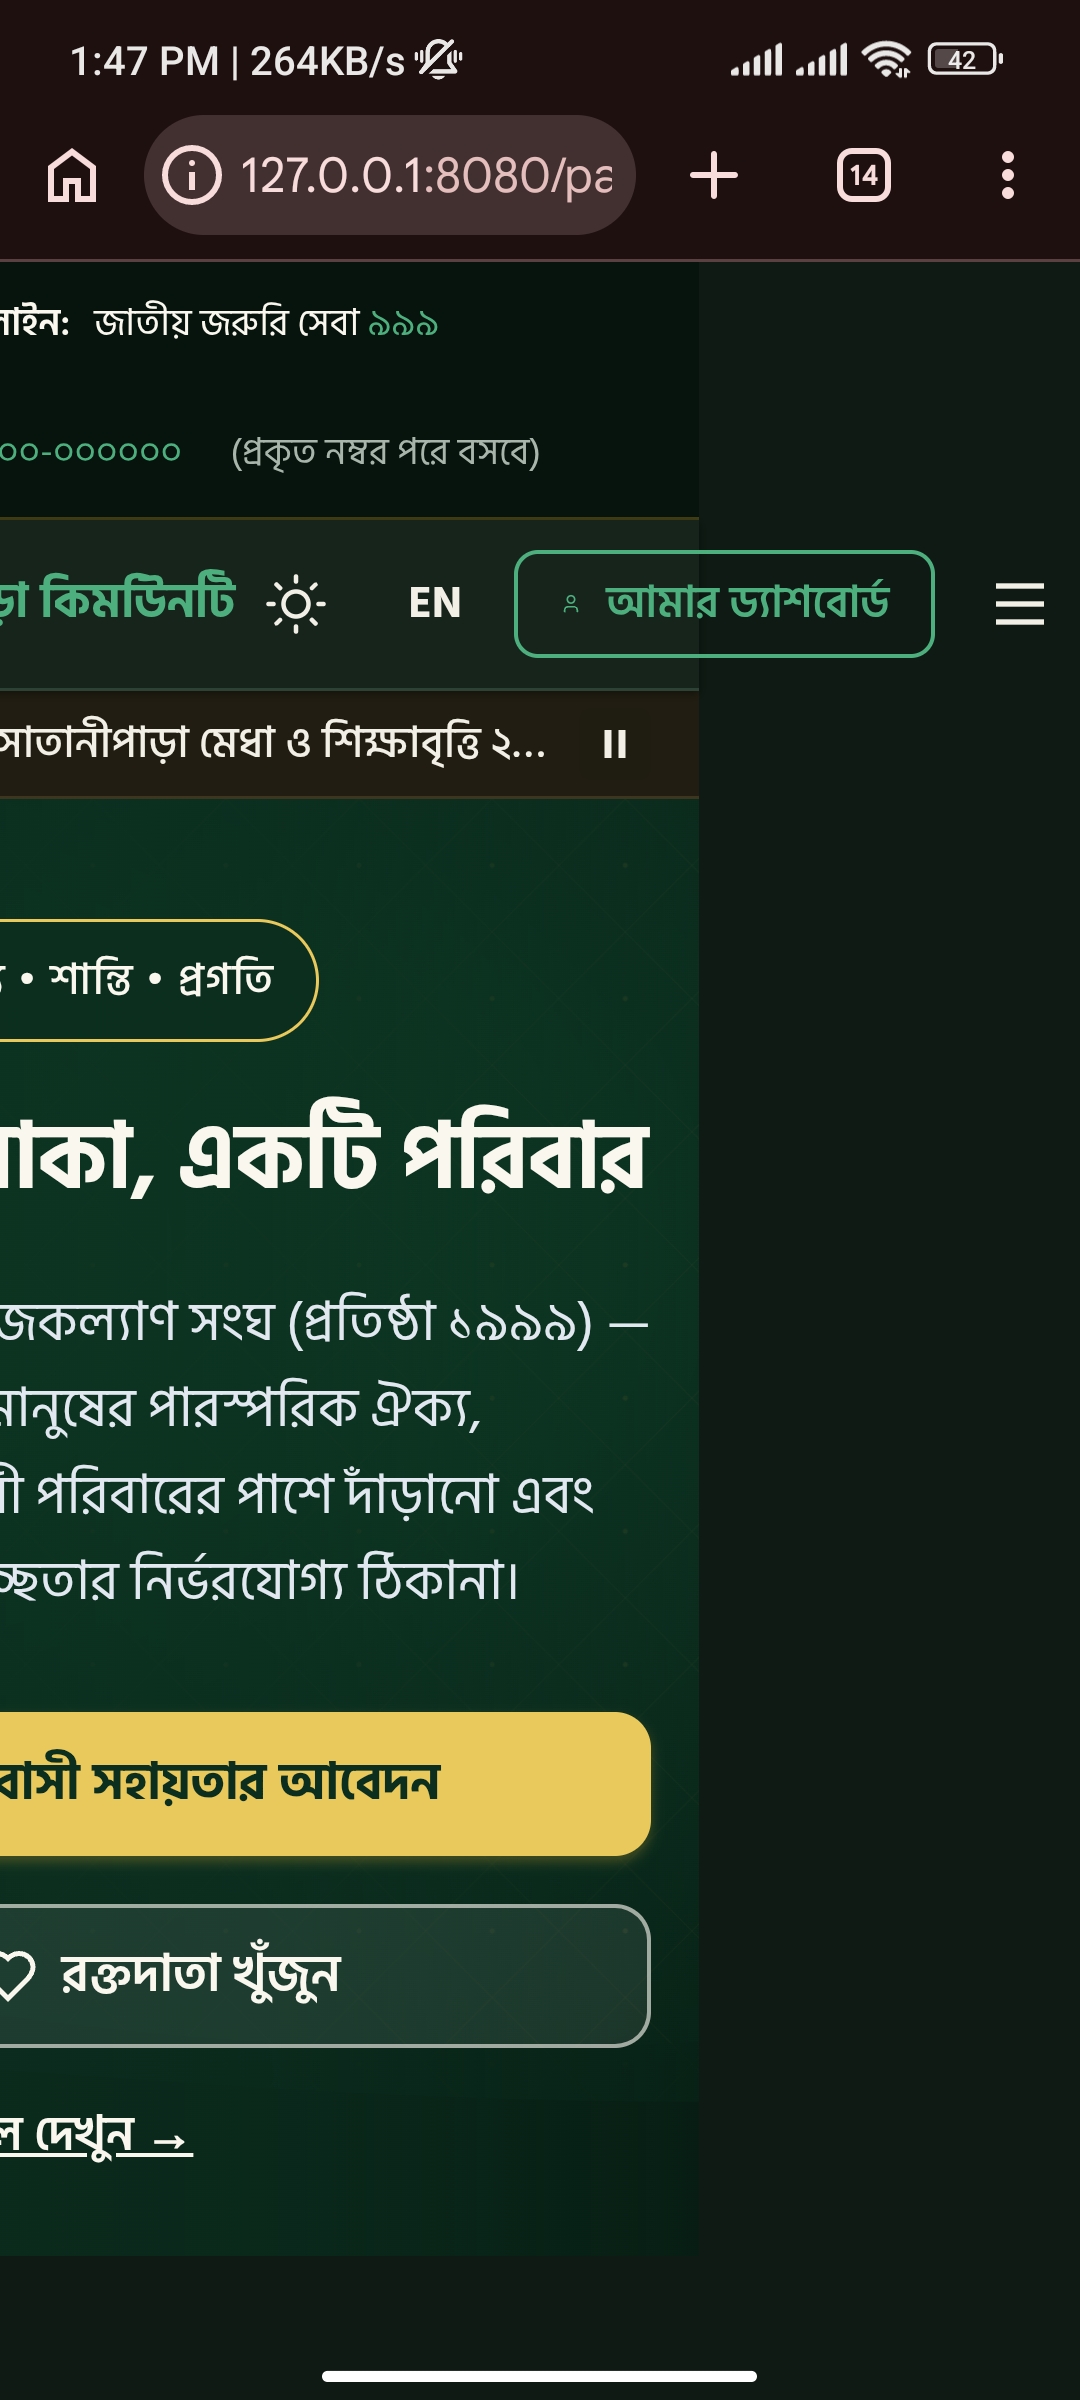 1:47 PM | 264KB/s
42
127.0.0.1:8080/pa
14
লাইন: জাতীয় জরুরি সেবা ৯৯৯
০০-০০০০০০ (প্রকৃত নম্বর পরে বসবে)
ড়া কিমউিনটি EN আমার ড্যাশবোর্ড
সাতানীপাড়া মেধা ও শিক্ষাবৃত্তি ২...
• শান্তি • প্রগতি
লাকা, একটি পরিবার
জকল্যাণ সংঘ (প্রতিষ্ঠা ১৯৯৯) —
মানুষের পারস্পরিক ঐক্য,
পরিবারের পাশে দাঁড়ানো এবং
চ্ছতার নির্ভরযোগ্য ঠিকানা।
বাসী সহায়তার আবেদন
রক্তদাতা খুঁজুন
ল দেখুন →